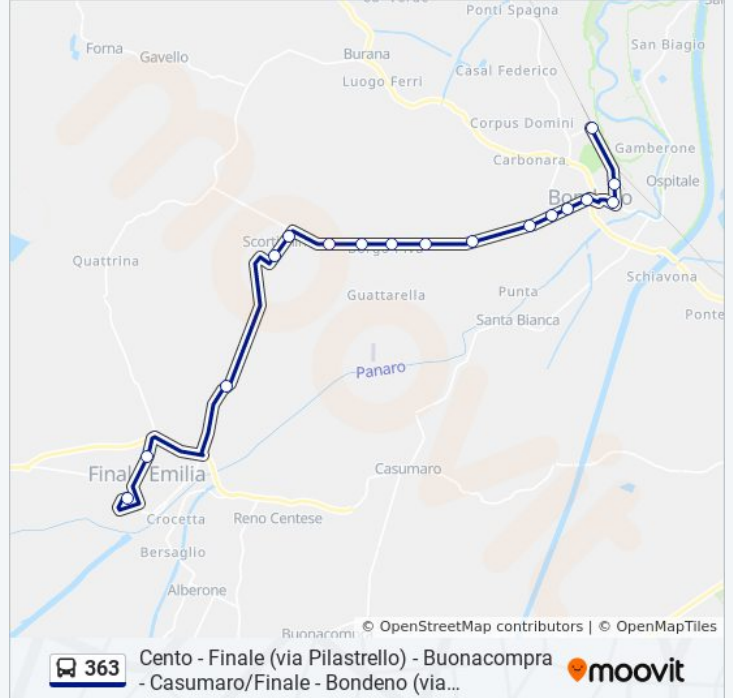 Ponti Spagna
San Biagio
Forna
Gavello
Burana
Casal Federico
Luogo Ferri
Corpus Domini
Gamberone
Carbonara
Ospitale
Quattrina
Schiavona
Guattarella
Punta
Ponte
Santa Bianca
Panaro
Casumaro
Emilia
Crocetta
Reno Centese
Bersaglio
Alberone
moovit
© OpenStreetMap contributors | © OpenMapTiles
363
Cento - Finale (via Pilastrello) - Buonacompra
- Casumaro/Finale - Bondeno (via…
moovit